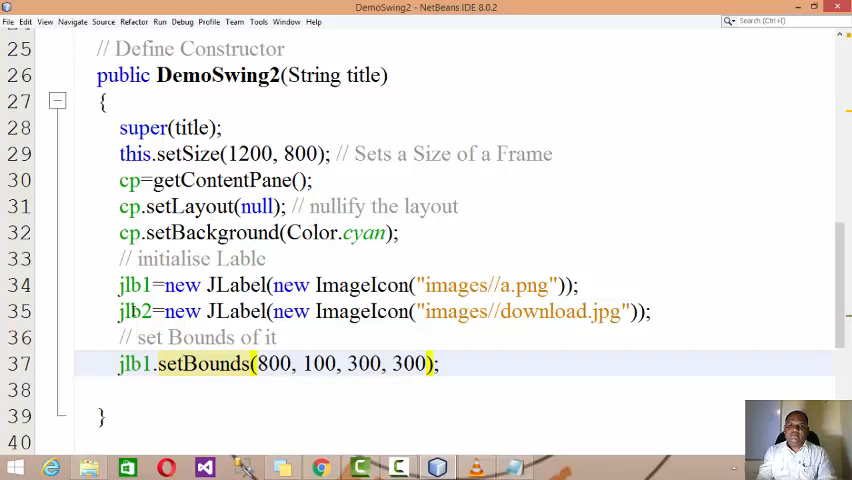 DemoSwing2 - NetBeans IDE 8.0.2
File Edit View Navigate Source Refactor Run Debug Profile Team Tools Window Help
Search (Ctrl+I)
25 // Define Constructor
26 public DemoSwing2(String title)
27 {
28 super(title);
29 this.setSize(1200, 800); // Sets a Size of a Frame
30 cp=getContentPane();
31 cp.setLayout(null); // nullify the layout
32 cp.setBackground(Color.cyan);
33 // initialise Lable
34 jlb1=new JLabel(new ImageIcon("images//a.png"));
35 jlb2=new JLabel(new ImageIcon("images//download.jpg"));
36 // set Bounds of it
37 jlb1.setBounds(800, 100, 300, 300);
38
39 }
40